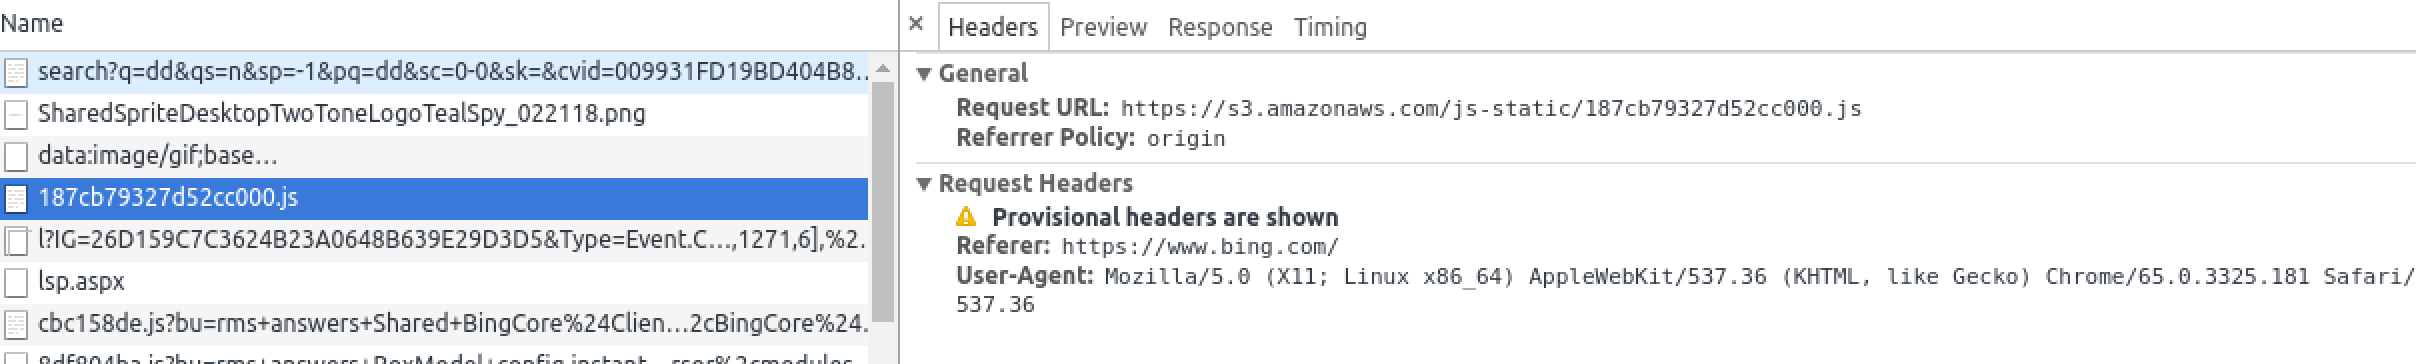 Name
search?q=dd&qs=n&sp=-1&pq=dd&sc=0-0&sk=&cvid=009931FD19BD404B8...
SharedSpriteDesktopTwoToneLogoTealSpy_022118.png
data:image/gif;base...
187cb79327d52cc000.js
l?IG=26D159C7C3624B23A0648B639E29D3D5&Type=Event.C...,1271,6],%2.
lsp.aspx
cbc158de.js?bu=rms+answers+Shared+BingCore%24Clien...2cBingCore%24.
× Headers Preview Response Timing
General
Request URL: https://s3.amazonaws.com/js-static/187cb79327d52cc000.js
Referrer Policy: origin
Request Headers
Provisional headers are shown
Referer: https://www.bing.com/
User-Agent: Mozilla/5.0 (X11; Linux x86_64) AppleWebKit/537.36 (KHTML, like Gecko) Chrome/65.0.3325.181 Safari/
537.36